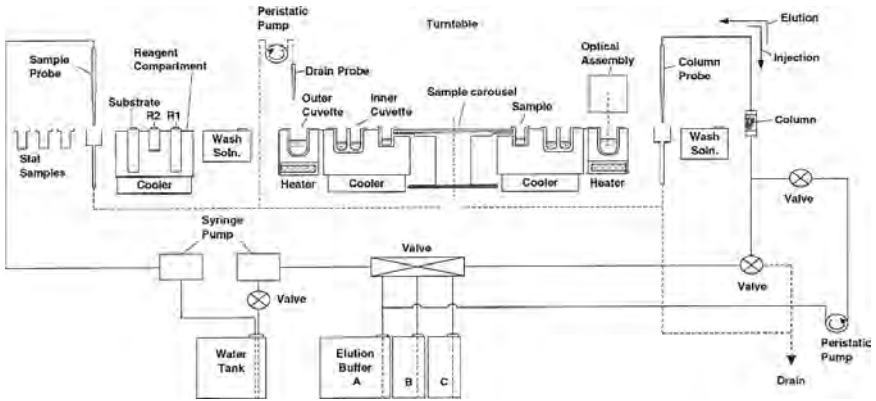 Peristatic
Pump
Turntable
Elution
Injection
Sample
Probe
Reagent
Compartment
Drain Probe
Optical
Assembly
Column
Probe
Substrate
R2
R1
Outer
Cuvette
Inner
Cuvette
Sample carousel
Sample
Column
Stat
Samples
Wash
Soln.
Wash
Soln.
Cooler
Heater
Cooler
Cooler
Heater
Valve
Syringe
Pump
Valve
Valve
Valve
Water
Tank
Elution
Buffer
A
B
C
Peristatic
Pump
Drain